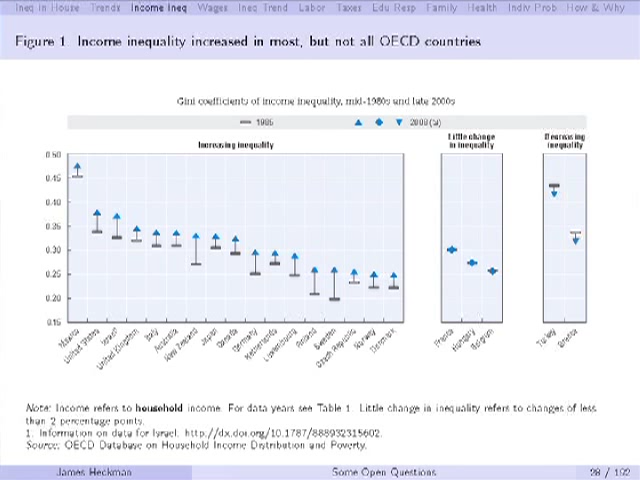 Ineq in House Trends Income Ineq Wages Ineq Trend Labor Taxes Edu Resp Family Health Indiv Prob How & Why
Figure 1 Income inequality increased in most, but not all OECD countries
Gini coefficients of income inequality, mid-1980s and late 2000s
1985 2008
Increasing inequality
Little change
in inequality
Decreasing
inequality
0.50
0.45
0.40
0.35
0.30
0.25
0.20
0.15
Mexico United States Israel United Kingdom Italy Australia New Zealand Japan Canada Germany Netherlands Luxembourg Finland Sweden Czech Republic Norway Denmark France Hungary Belgium Turkey Greece
Note: Income refers to household income. For data years see Table 1. Little change in inequality refers to changes of less
than 2 percentage points.
1. Information on data for Israel: http://dx.doi.org/10.1787/888932315602.
Source: OECD Database on Household Income Distribution and Poverty.
James Heckman Some Open Questions 28 / 192